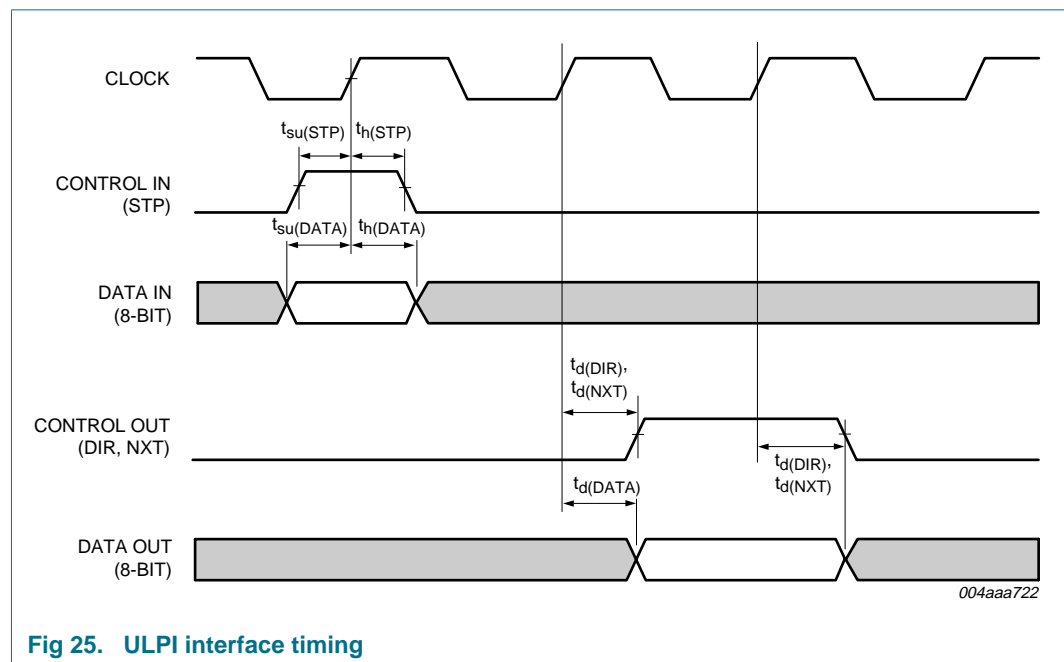 CLOCK
tsu(STP) th(STP)
CONTROL IN
(STP)
tsu(DATA) th(DATA)
DATA IN
(8-BIT)
td(DIR),
td(NXT)
CONTROL OUT
(DIR, NXT)
td(DIR),
td(NXT)
td(DATA)
DATA OUT
(8-BIT)
004aaa722
Fig 25. ULPI interface timing